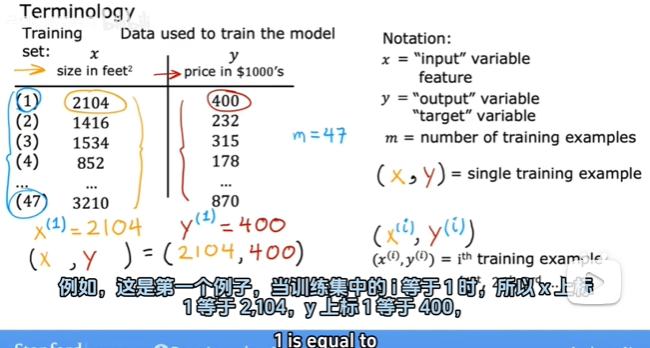 Terminology
Training set: Data used to train the model
x y
size in feet² price in $1000's
(1) 2104 400
(2) 1416 232
(3) 1534 315
(4) 852 178
... ... ...
(47) 3210 870
m=47
x⁽¹⁾=2104 y⁽¹⁾=400
(x , y) = (2104,400)
Notation:
x = "input" variable
feature
y = "output" variable
"target" variable
m = number of training examples
(x,y) = single training example
(x⁽ⁱ⁾, y⁽ⁱ⁾)
(x⁽ⁱ⁾,y⁽ⁱ⁾) = iᵗʰ training example
例如，这是第一个例子，当训练集中的 i 等于 1 时，所以 x 上标
1 等于 2,104，y 上标 1 等于 400，
1 is equal to